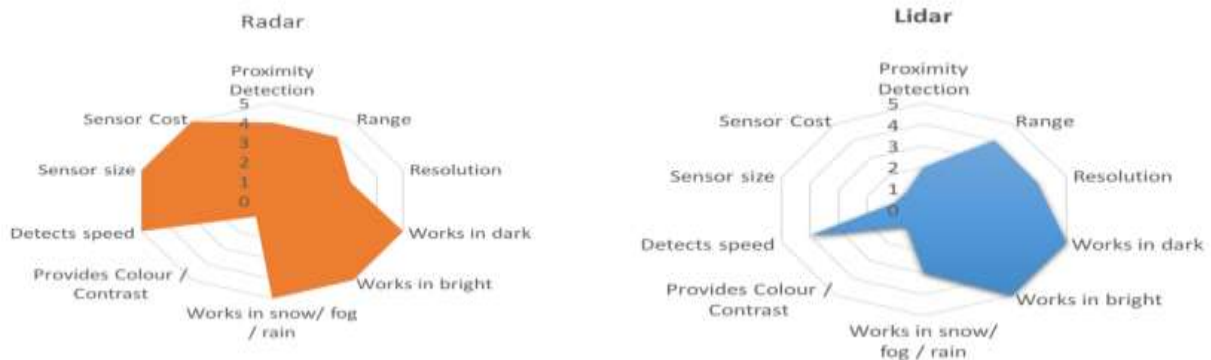 Radar
Proximity
Detection
5
4
3
2
1
0
Range
Resolution
Works in dark
Works in bright
Works in snow/ fog
/ rain
Provides Colour /
Contrast
Detects speed
Sensor size
Sensor Cost
Lidar
Proximity
Detection
5
4
3
2
1
0
Range
Resolution
Works in dark
Works in bright
Works in snow/
fog / rain
Provides Colour /
Contrast
Detects speed
Sensor size
Sensor Cost